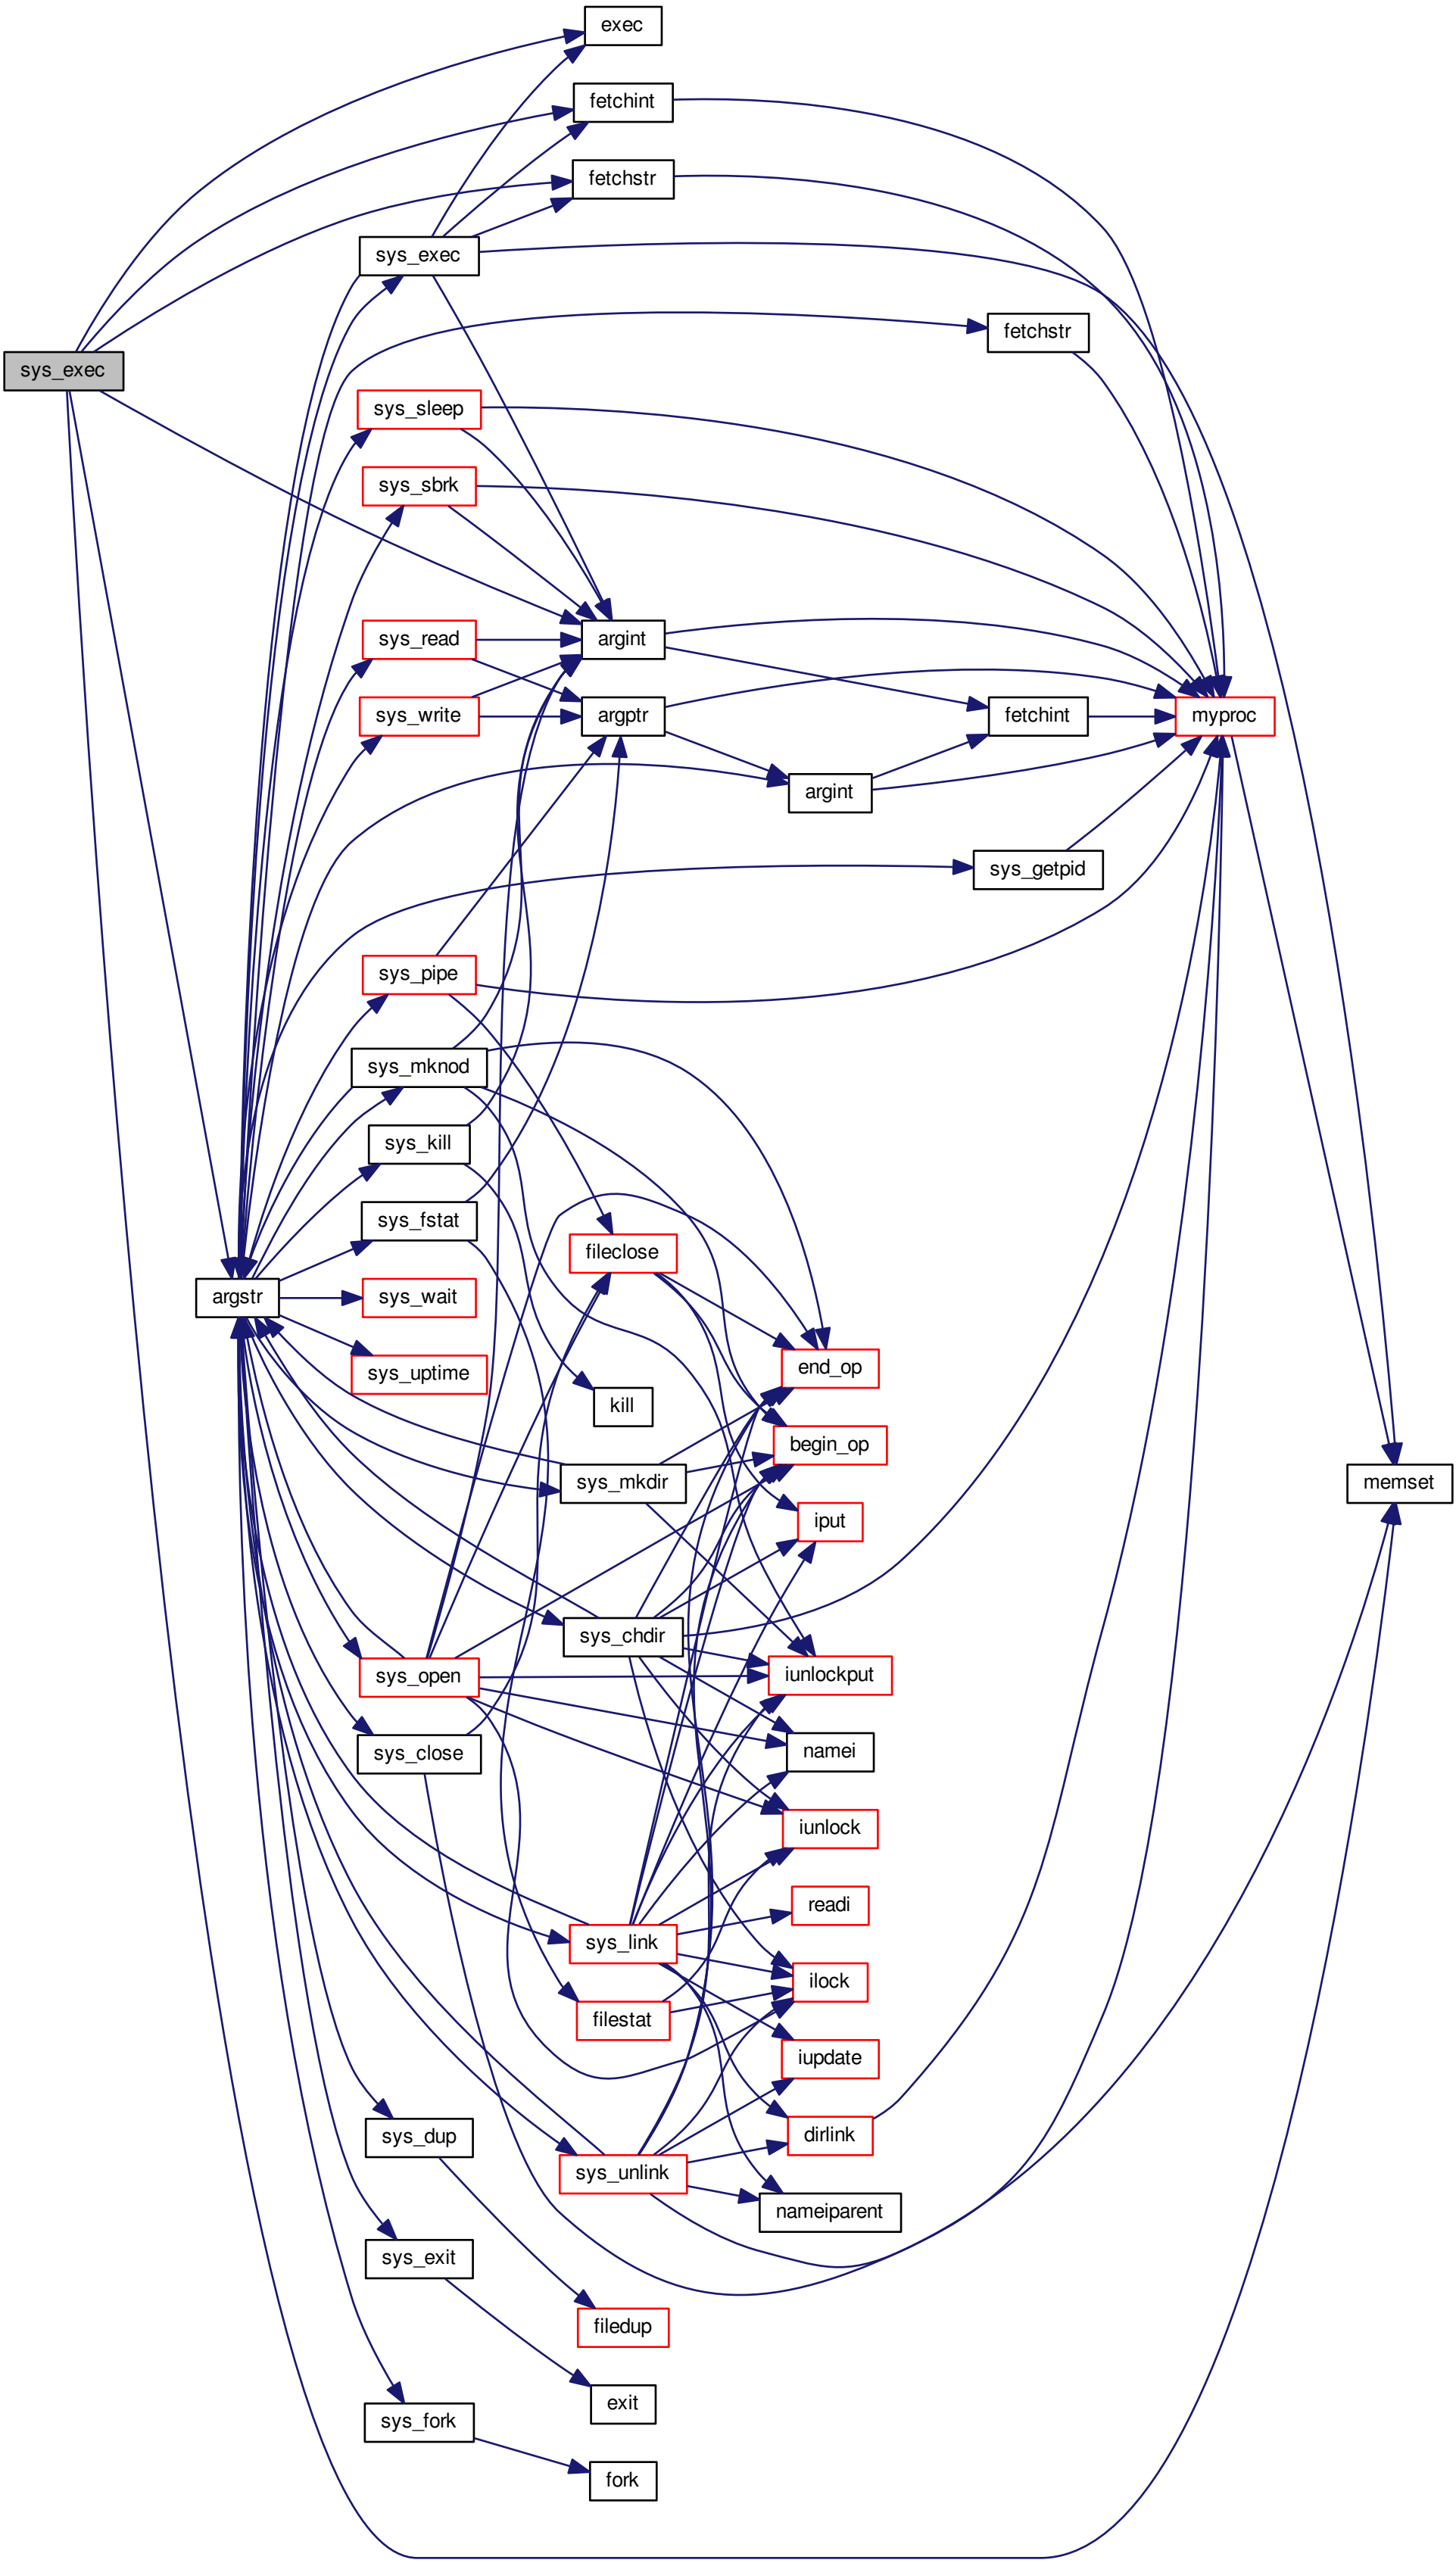 exec
fetchint
fetchstr
sys_exec
fetchstr
sys_exec
sys_sleep
sys_sbrk
sys_read
argint
sys_write
argptr
fetchint
myproc
argint
sys_getpid
sys_pipe
sys_mknod
sys_kill
sys_fstat
fileclose
argstr
sys_wait
end_op
sys_uptime
kill
begin_op
sys_mkdir
memset
iput
sys_chdir
sys_open
iunlockput
sys_close
namei
iunlock
readi
sys_link
ilock
filestat
iupdate
sys_dup
dirlink
sys_unlink
nameiparent
sys_exit
filedup
exit
sys_fork
fork